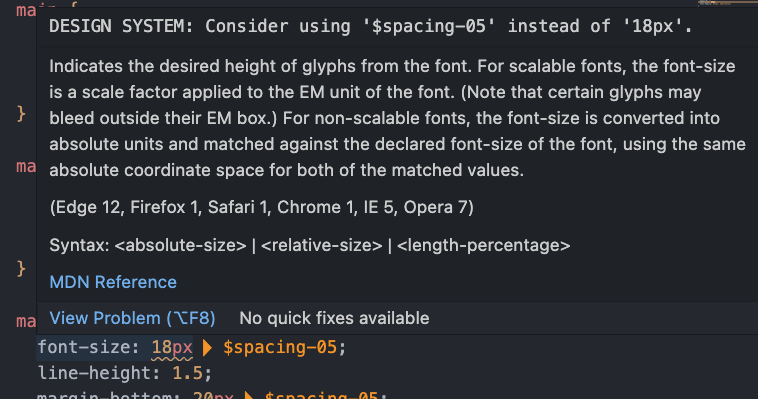 main {
DESIGN SYSTEM: Consider using '$spacing-05' instead of '18px'.
Indicates the desired height of glyphs from the font. For scalable fonts, the font-size
is a scale factor applied to the EM unit of the font. (Note that certain glyphs may
bleed outside their EM box.) For non-scalable fonts, the font-size is converted into
}
absolute units and matched against the declared font-size of the font, using the same
ma
absolute coordinate space for both of the matched values.
(Edge 12, Firefox 1, Safari 1, Chrome 1, IE 5, Opera 7)
Syntax: <absolute-size> | <relative-size> | <length-percentage>
}
MDN Reference
ma
View Problem (⌥F8) No quick fixes available
font-size: 18px ▶ $spacing-05;
line-height: 1.5;
margin-bottom: 20px ▶ $spacing-05;